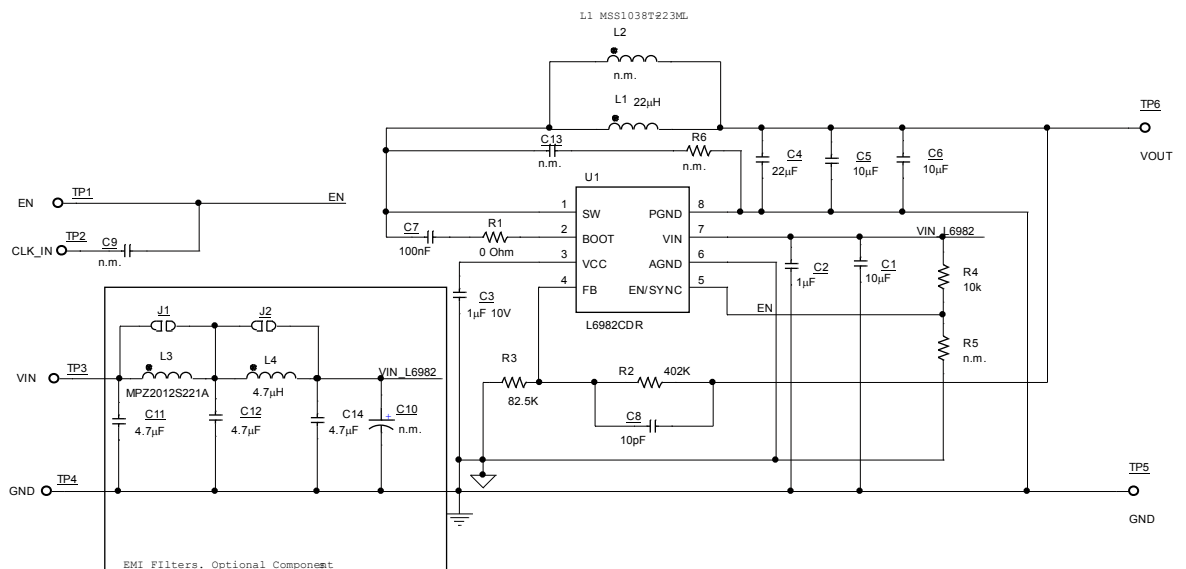 L1 MSS1038T-223ML
L2
n.m.
L1 22µH
TP6
VOUT
C13
n.m.
R6
n.m.
C4
22µF
C5
10µF
C6
10µF
U1
EN
TP1
EN
CLK_IN
TP2
C9
n.m.
1 SW
2 BOOT
3 VCC
4 FB
PGND 8
VIN 7
AGND 6
EN/SYNC 5
L6982CDR
C7
100nF
R1
0 Ohm
VIN_L6982
C2
1µF
C1
10µF
R4
10k
EN
R5
n.m.
C3
1µF 10V
J1
J2
L3
MPZ2012S221A
L4
4.7µH
VIN
TP3
VIN_L6982
C11
4.7µF
C12
4.7µF
C14
4.7µF
+
C10
n.m.
R3
82.5K
R2 402K
C8
10pF
GND
TP4
TP5
GND
EMI FIlters. Optional Component